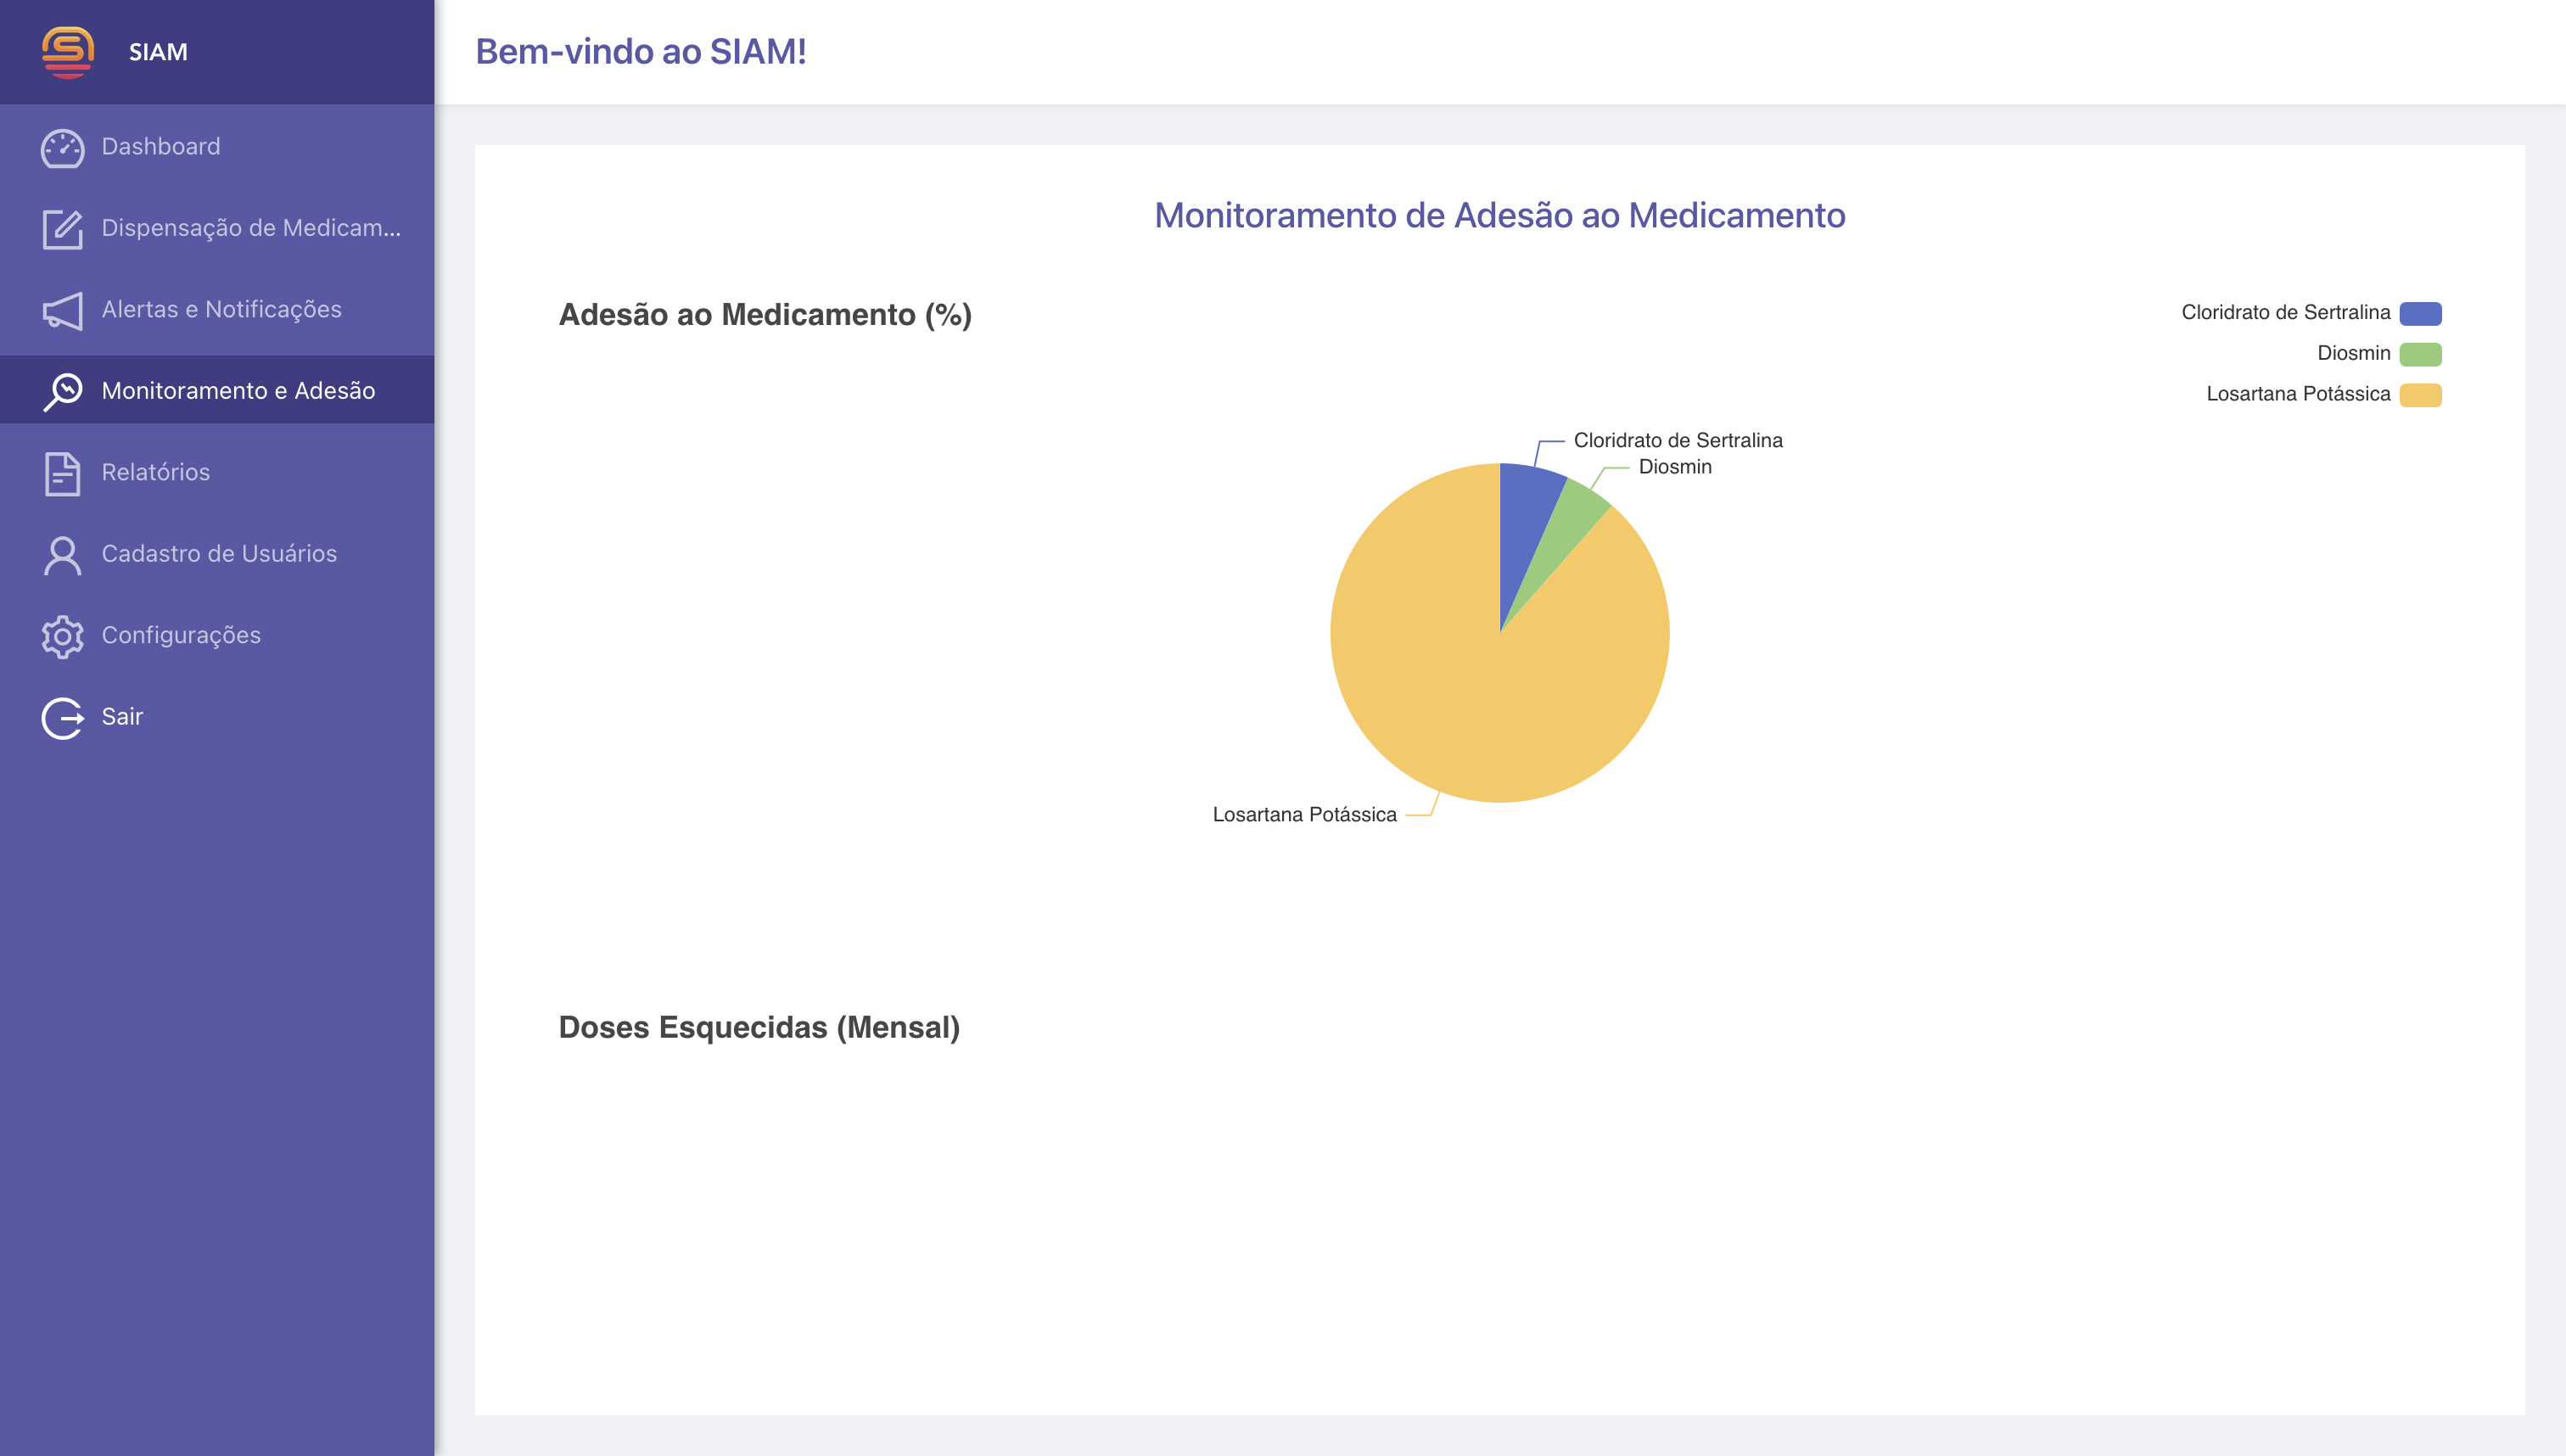 SIAM
Bem-vindo ao SIAM!
Dashboard
Dispensação de Medicam...
Alertas e Notificações
Monitoramento e Adesão
Relatórios
Cadastro de Usuários
Configurações
Sair
Monitoramento de Adesão ao Medicamento
Adesão ao Medicamento (%)
Cloridrato de Sertralina
Diosmin
Losartana Potássica
Cloridrato de Sertralina
Diosmin
Losartana Potássica
Doses Esquecidas (Mensal)